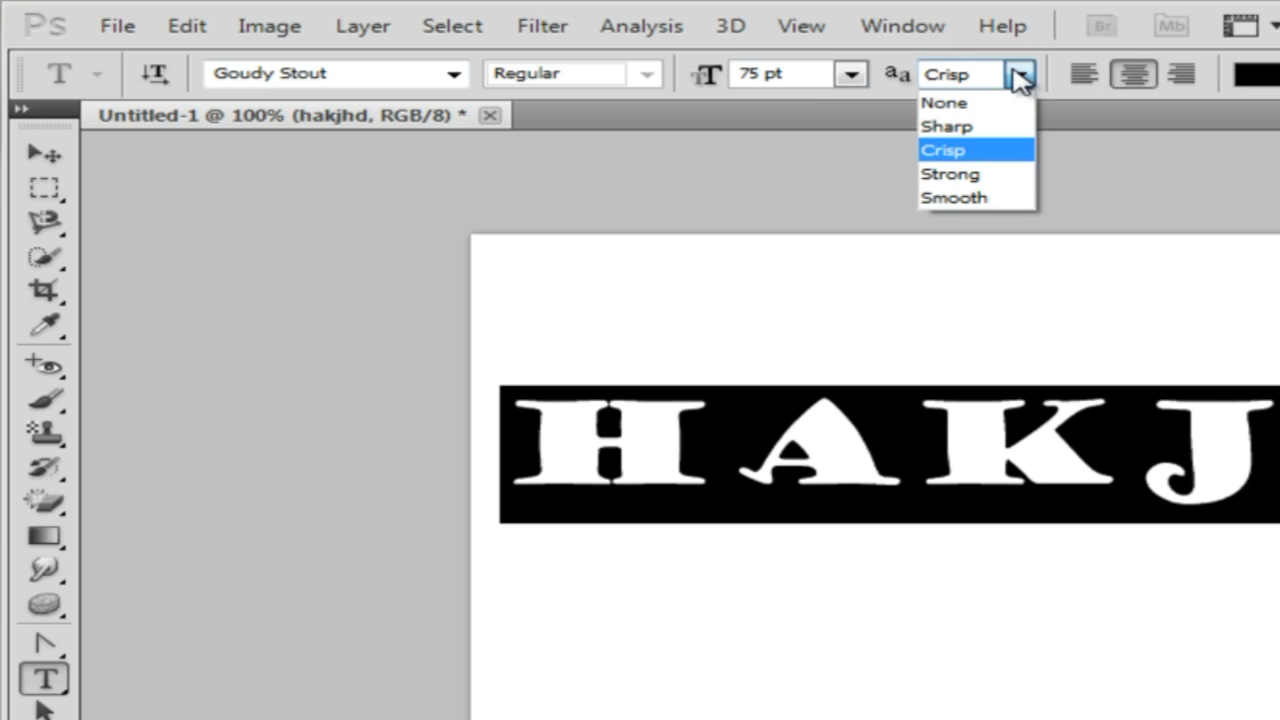 Ps File Edit Image Layer Select Filter Analysis 3D View Window Help Br Mb
T T Goudy Stout Regular TT 75 pt aa Crisp
None
Untitled-1 @ 100% (hakjhd, RGB/8) *
Sharp
Crisp
Strong
Smooth
HAKJ
T